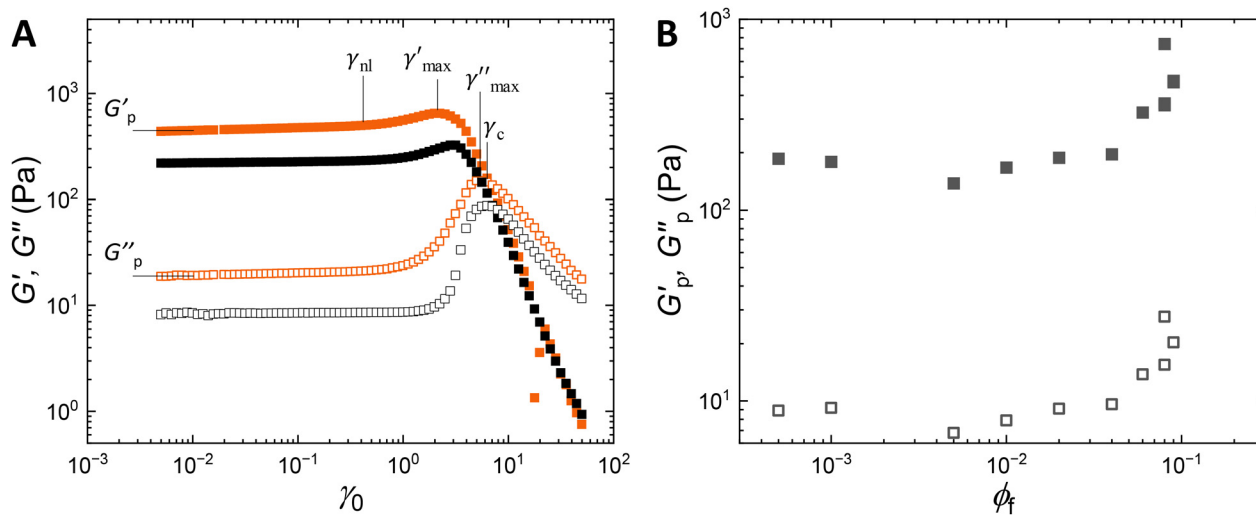 A
γnl
γ'max
γ''max
γc
G'p
G''p
10³
10²
10¹
10⁰
G', G'' (Pa)
10⁻³
10⁻²
10⁻¹
10⁰
10¹
10²
γ0
B
10³
10²
10¹
G'p, G''p (Pa)
10⁻³
10⁻²
10⁻¹
ϕf